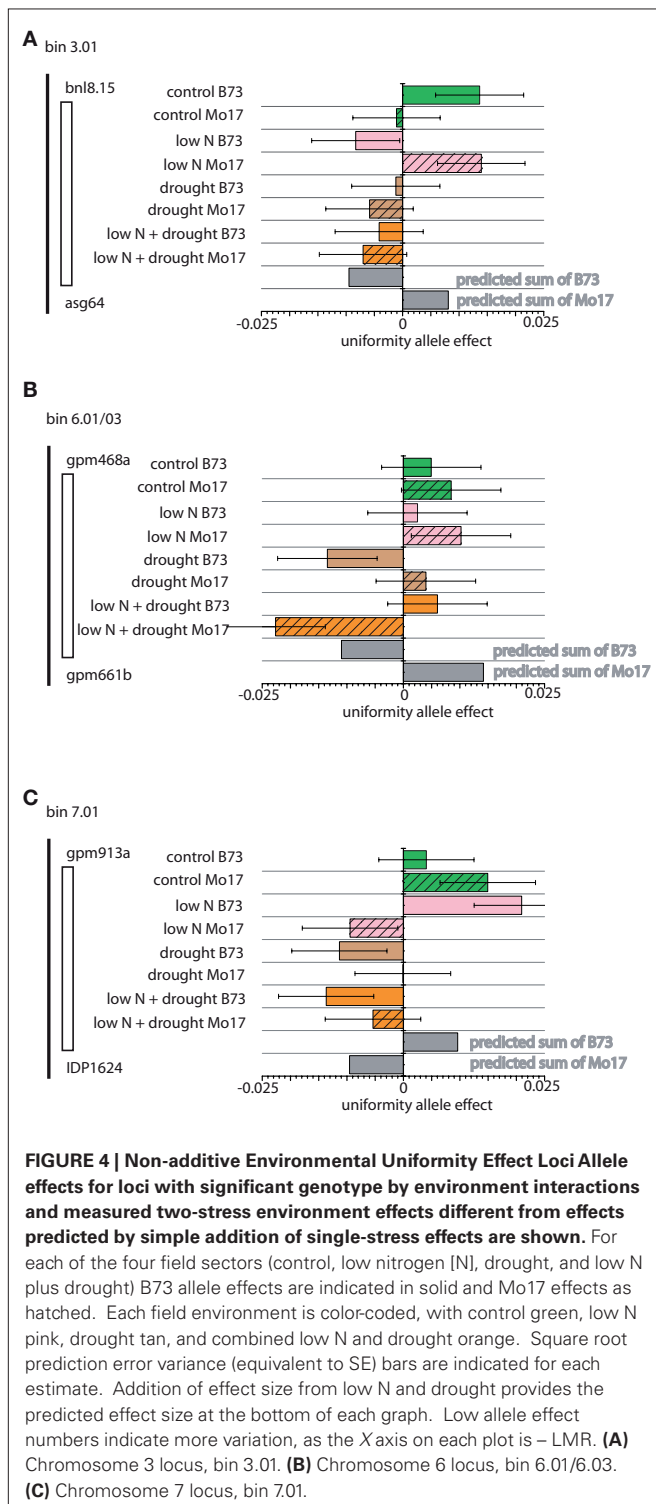 A
bin 3.01
bnl8.15
control B73
control Mo17
low N B73
low N Mo17
drought B73
drought Mo17
low N + drought B73
low N + drought Mo17
predicted sum of B73
predicted sum of Mo17
asg64
-0.025 0 0.025
uniformity allele effect
B
bin 6.01/03
gpm468a
control B73
control Mo17
low N B73
low N Mo17
drought B73
drought Mo17
low N + drought B73
low N + drought Mo17
predicted sum of B73
predicted sum of Mo17
gpm661b
-0.025 0 0.025
uniformity allele effect
C
bin 7.01
gpm913a
control B73
control Mo17
low N B73
low N Mo17
drought B73
drought Mo17
low N + drought B73
low N + drought Mo17
predicted sum of B73
predicted sum of Mo17
IDP1624
-0.025 0 0.025
uniformity allele effect
FIGURE 4 | Non-additive Environmental Uniformity Effect Loci Allele
effects for loci with significant genotype by environment interactions
and measured two-stress environment effects different from effects
predicted by simple addition of single-stress effects are shown. For
each of the four field sectors (control, low nitrogen [N], drought, and low N
plus drought) B73 allele effects are indicated in solid and Mo17 effects as
hatched. Each field environment is color-coded, with control green, low N
pink, drought tan, and combined low N and drought orange. Square root
prediction error variance (equivalent to SE) bars are indicated for each
estimate. Addition of effect size from low N and drought provides the
predicted effect size at the bottom of each graph. Low allele effect
numbers indicate more variation, as the X axis on each plot is – LMR. (A)
Chromosome 3 locus, bin 3.01. (B) Chromosome 6 locus, bin 6.01/6.03.
(C) Chromosome 7 locus, bin 7.01.